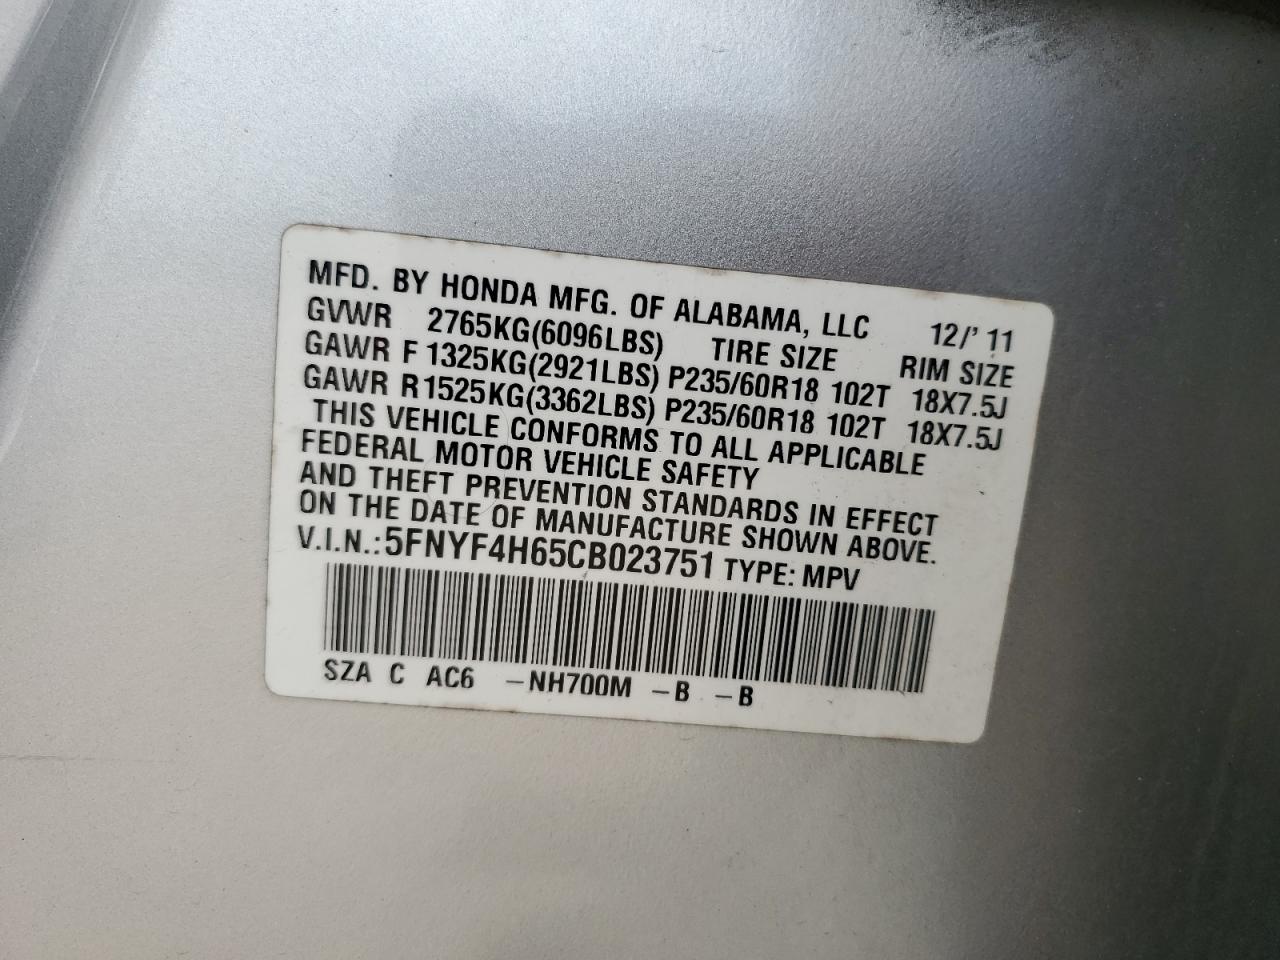 MFD. BY HONDA MFG. OF ALABAMA, LLC 12/' 11
GVWR 2765KG(6096LBS) TIRE SIZE RIM SIZE
GAWR F 1325KG(2921LBS) P235/60R18 102T 18X7.5J
GAWR R1525KG(3362LBS) P235/60R18 102T 18X7.5J
THIS VEHICLE CONFORMS TO ALL APPLICABLE
FEDERAL MOTOR VEHICLE SAFETY
AND THEFT PREVENTION STANDARDS IN EFFECT
ON THE DATE OF MANUFACTURE SHOWN ABOVE.
V.I.N.: 5FNYF4H65CB023751 TYPE: MPV
SZA C AC6 –NH700M –B –B